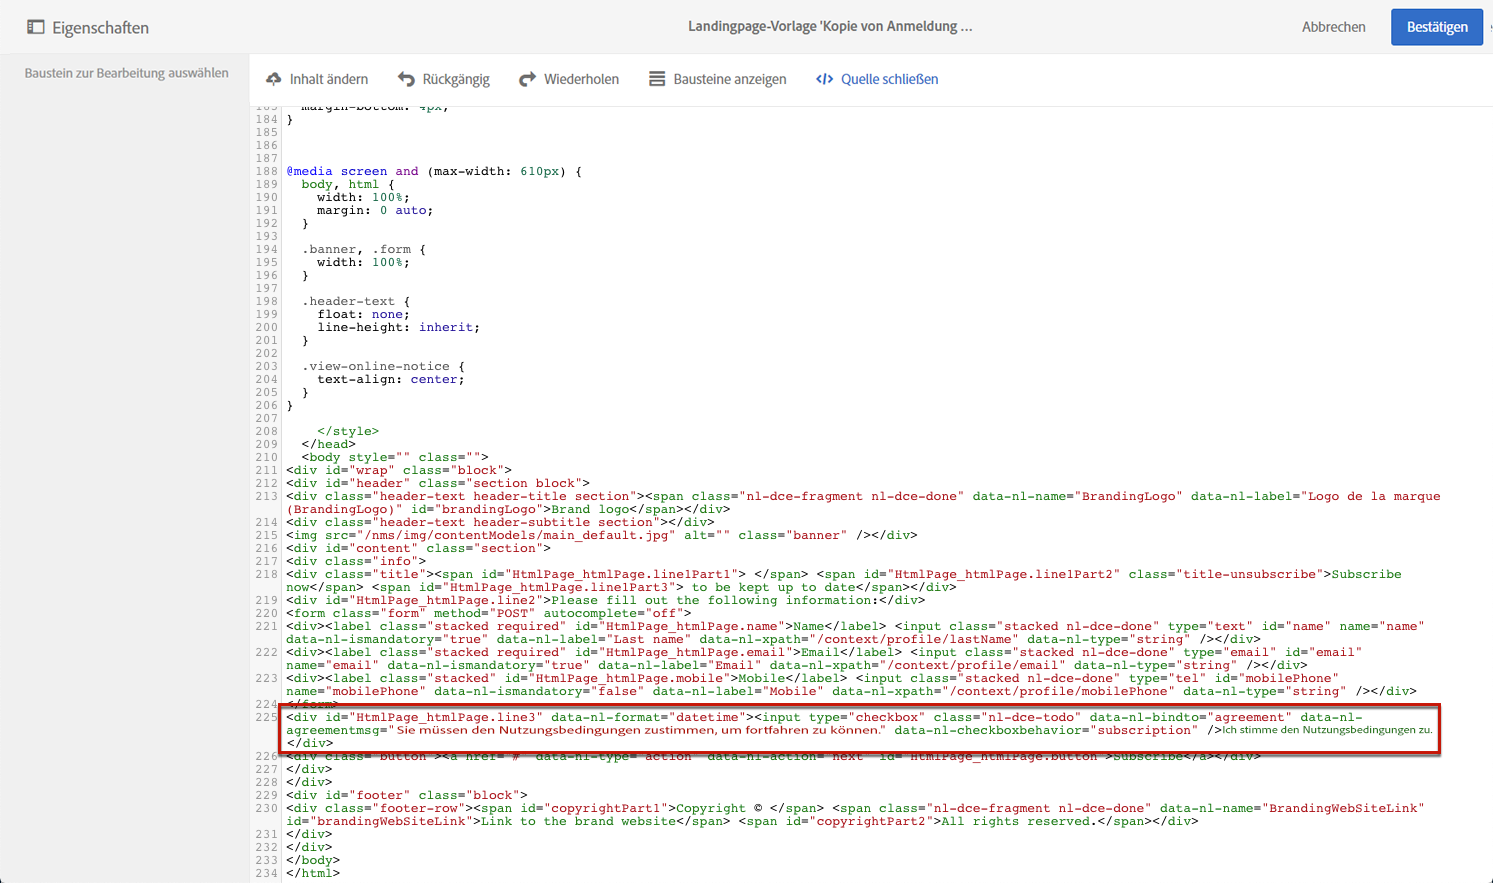 Eigenschaften
Landingpage-Vorlage 'Kopie von Anmeldung ...
Abbrechen
Bestätigen
Baustein zur Bearbeitung auswählen
Inhalt ändern
Rückgängig
Wiederholen
Bausteine anzeigen
</> Quelle schließen
183 margin-bottom: 4px;
184 }
185
186
187
188 @media screen and (max-width: 610px) {
189 body, html {
190 width: 100%;
191 margin: 0 auto;
192 }
193
194 .banner, .form {
195 width: 100%;
196 }
197
198 .header-text {
199 float: none;
200 line-height: inherit;
201 }
202
203 .view-online-notice {
204 text-align: center;
205 }
206 }
207
208 </style>
209 </head>
210 <body style="" class="">
211 <div id="wrap" class="block">
212 <div id="header" class="section block">
213 <div class="header-text header-title section"><span class="nl-dce-fragment nl-dce-done" data-nl-name="BrandingLogo" data-nl-label="Logo de la marque
(BrandingLogo)" id="brandingLogo">Brand logo</span></div>
214 <div class="header-text header-subtitle section"></div>
215 <img src="/nms/img/contentModels/main_default.jpg" alt="" class="banner" /></div>
216 <div id="content" class="section">
217 <div class="info">
218 <div class="title"><span id="HtmlPage_htmlPage.line1Part1"> </span> <span id="HtmlPage_htmlPage.line1Part2" class="title-unsubscribe">Subscribe
now</span> <span id="HtmlPage_htmlPage.line1Part3"> to be kept up to date</span></div>
219 <div id="HtmlPage_htmlPage.line2">Please fill out the following information:</div>
220 <form class="form" method="POST" autocomplete="off">
221 <div><label class="stacked required" id="HtmlPage_htmlPage.name">Name</label> <input class="stacked nl-dce-done" type="text" id="name" name="name"
data-nl-ismandatory="true" data-nl-label="Last name" data-nl-xpath="/context/profile/lastName" data-nl-type="string" /></div>
222 <div><label class="stacked required" id="HtmlPage_htmlPage.email">Email</label> <input class="stacked nl-dce-done" type="email" id="email"
name="email" data-nl-ismandatory="true" data-nl-label="Email" data-nl-xpath="/context/profile/email" data-nl-type="string" /></div>
223 <div><label class="stacked" id="HtmlPage_htmlPage.mobile">Mobile</label> <input class="stacked nl-dce-done" type="tel" id="mobilePhone"
name="mobilePhone" data-nl-ismandatory="false" data-nl-label="Mobile" data-nl-xpath="/context/profile/mobilePhone" data-nl-type="string" /></div>
224 </form>
225 <div id="HtmlPage_htmlPage.line3" data-nl-format="datetime"><input type="checkbox" class="nl-dce-todo" data-nl-bindto="agreement" data-nl-
agreementmsg="Sie müssen den Nutzungsbedingungen zustimmen, um fortfahren zu können." data-nl-checkboxbehavior="subscription" />Ich stimme den Nutzungsbedingungen zu.
</div>
226 <div class="button"><a href="#" data-nl-type="action" data-nl-action="next" id="HtmlPage_htmlPage.button">Subscribe</a></div>
227 </div>
228 </div>
229 <div id="footer" class="block">
230 <div class="footer-row"><span id="copyrightPart1">Copyright © </span> <span class="nl-dce-fragment nl-dce-done" data-nl-name="BrandingWebSiteLink"
id="brandingWebSiteLink">Link to the brand website</span> <span id="copyrightPart2">All rights reserved.</span></div>
231 </div>
232 </div>
233 </body>
234 </html>